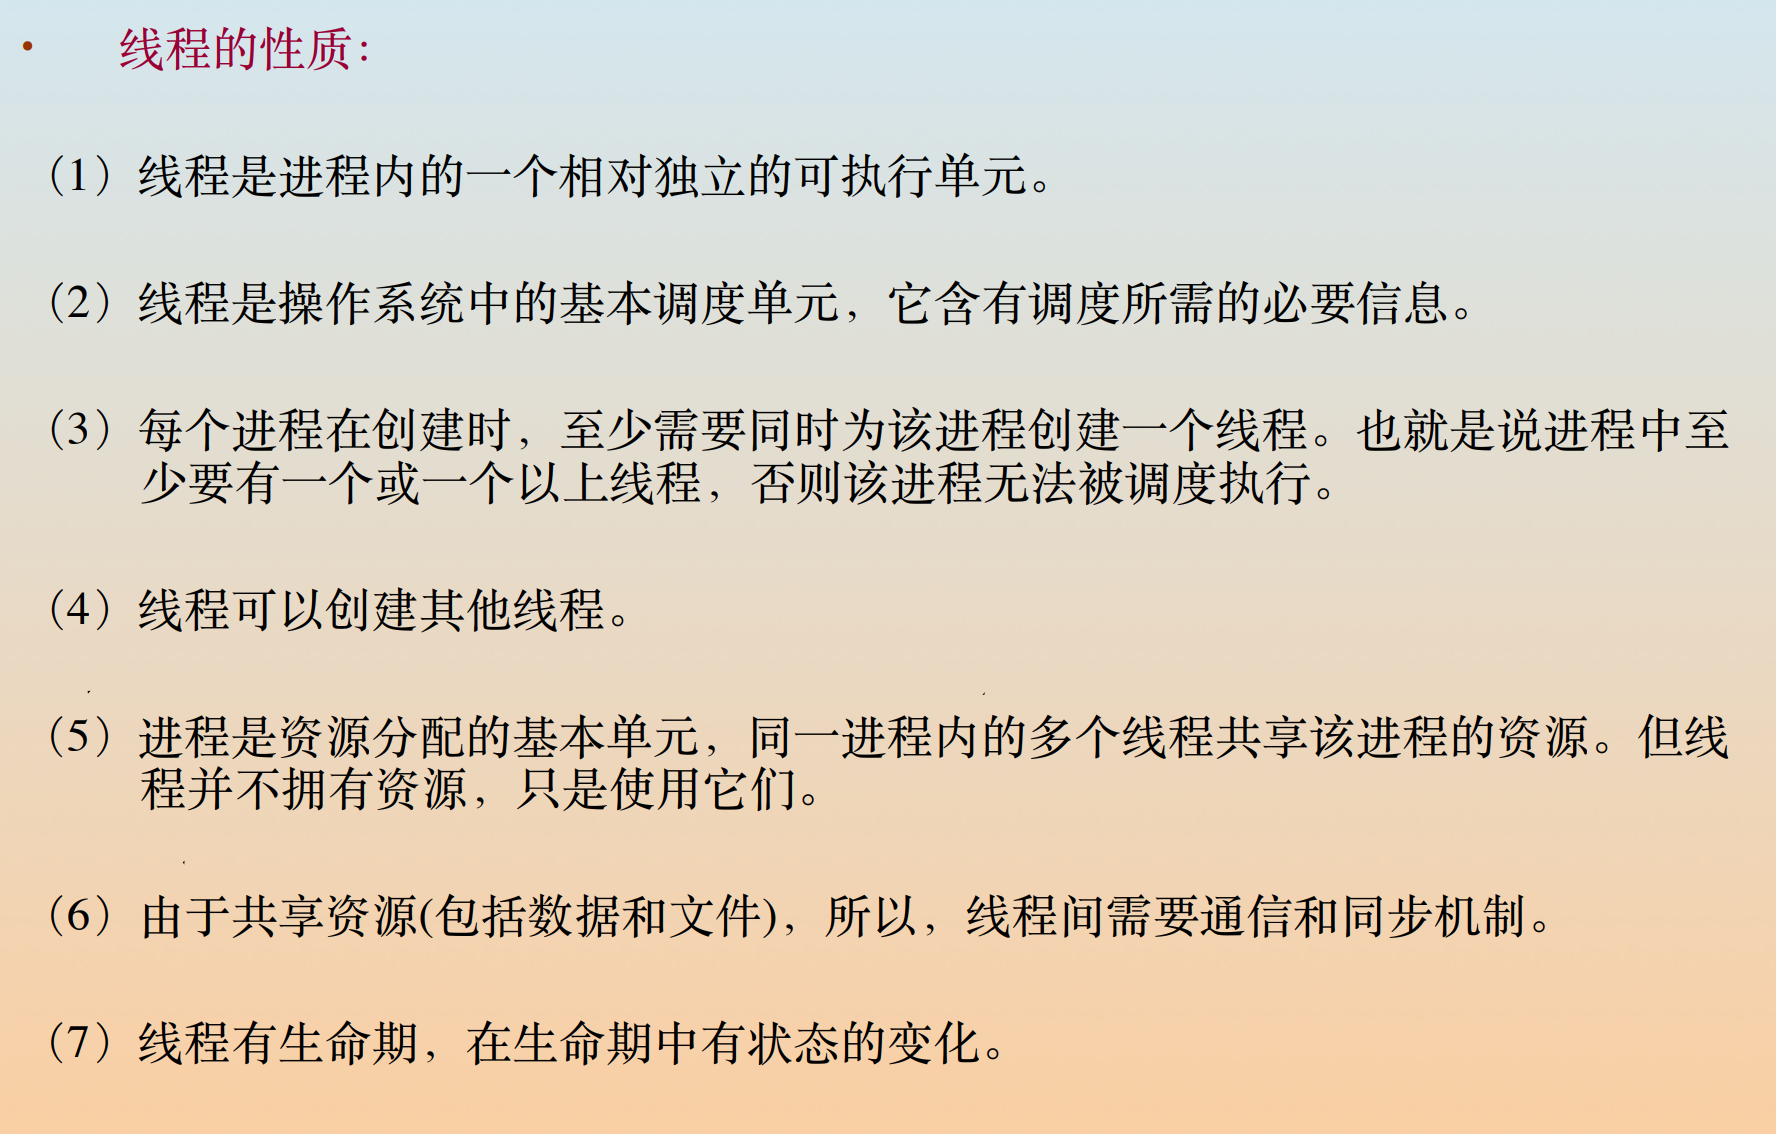 • 线程的性质：
（1）线程是进程内的一个相对独立的可执行单元。
（2）线程是操作系统中的基本调度单元，它含有调度所需的必要信息。
（3）每个进程在创建时，至少需要同时为该进程创建一个线程。也就是说进程中至
少要有一个或一个以上线程，否则该进程无法被调度执行。
（4）线程可以创建其他线程。
（5）进程是资源分配的基本单元，同一进程内的多个线程共享该进程的资源。但线
程并不拥有资源，只是使用它们。
（6）由于共享资源(包括数据和文件)，所以，线程间需要通信和同步机制。
（7）线程有生命期，在生命期中有状态的变化。